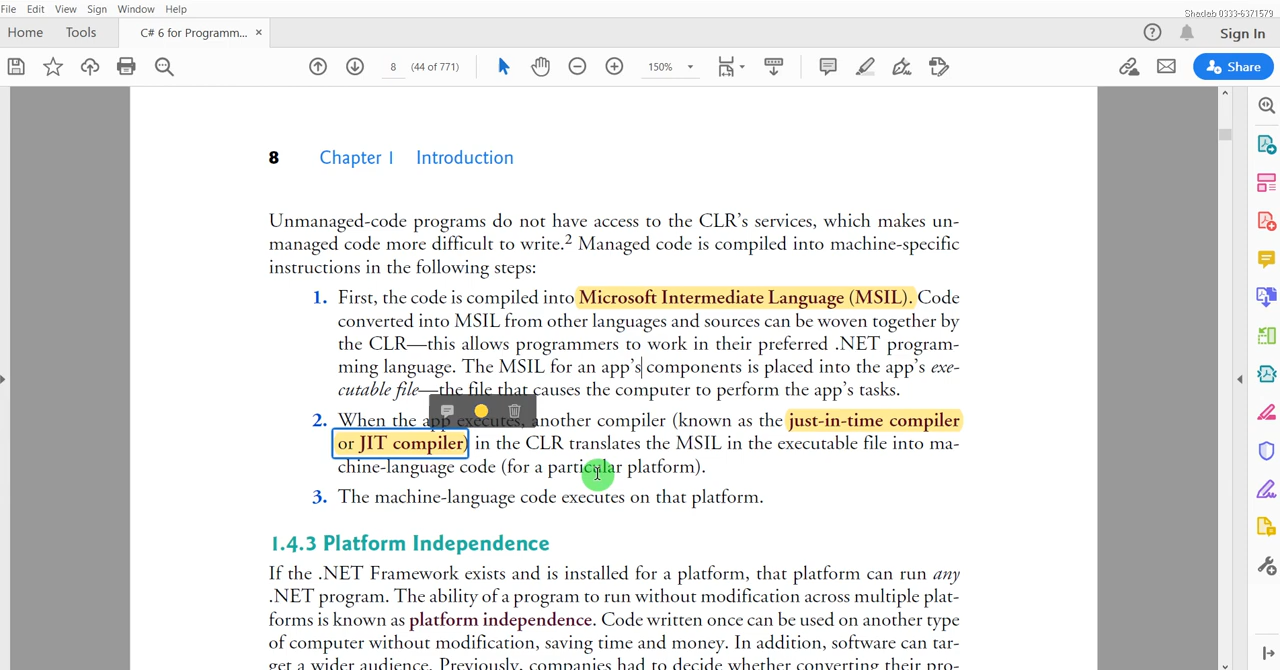 File Edit View Sign Window Help
Shadab 0333-6371579
Home Tools C# 6 for Programm... × Sign In
8 (44 of 771) 150% Share
8 Chapter 1 Introduction
Unmanaged-code programs do not have access to the CLR's services, which makes un-
managed code more difficult to write.2 Managed code is compiled into machine-specific
instructions in the following steps:
1. First, the code is compiled into Microsoft Intermediate Language (MSIL). Code
converted into MSIL from other languages and sources can be woven together by
the CLR—this allows programmers to work in their preferred .NET program-
ming language. The MSIL for an app's components is placed into the app's exe-
cutable file—the file that causes the computer to perform the app's tasks.
2. When the app executes, another compiler (known as the just-in-time compiler
or JIT compiler) in the CLR translates the MSIL in the executable file into ma-
chine-language code (for a particular platform).
3. The machine-language code executes on that platform.
1.4.3 Platform Independence
If the .NET Framework exists and is installed for a platform, that platform can run any
.NET program. The ability of a program to run without modification across multiple plat-
forms is known as platform independence. Code written once can be used on another type
of computer without modification, saving time and money. In addition, software can tar-
get a wider audience. Previously, companies had to decide whether converting their pro-